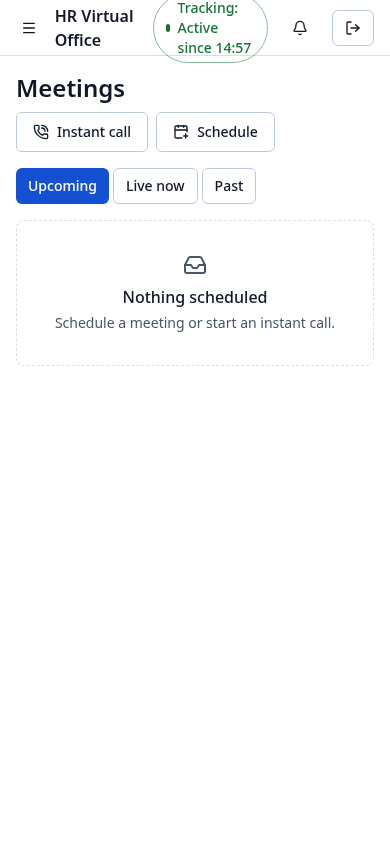 HR Virtual
Office
Tracking:
Active
since 14:57
Meetings
Instant call
Schedule
Upcoming
Live now
Past
Nothing scheduled
Schedule a meeting or start an instant call.